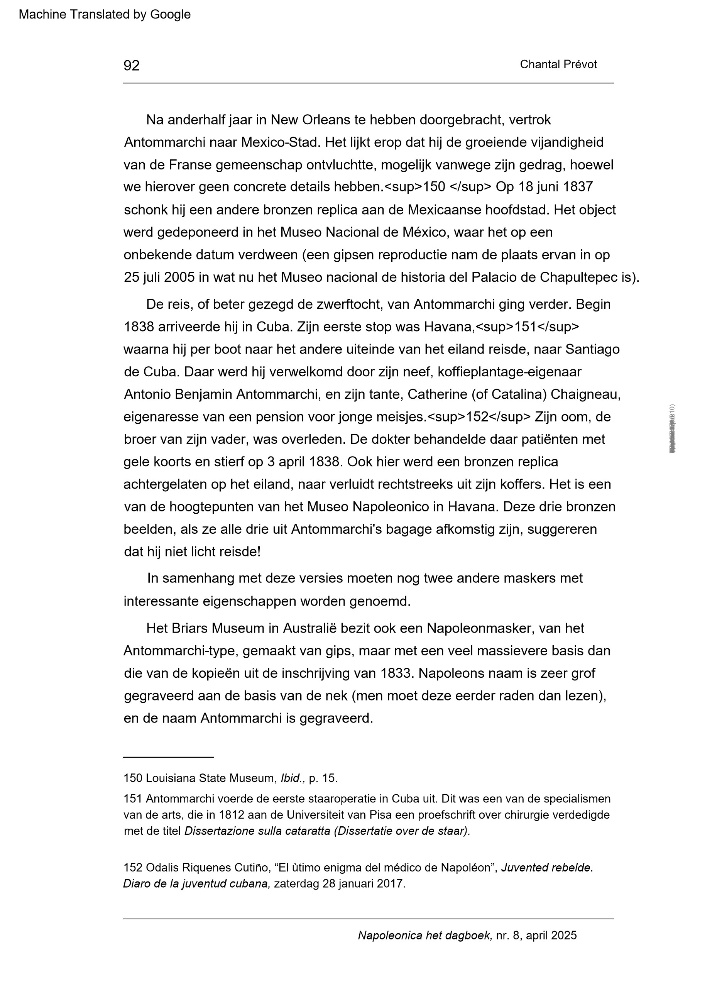 Machine Translated by Google
92
Chantal Prévot
Na anderhalf jaar in New Orleans te hebben doorgebracht, vertrok
Antommarchi naar Mexico-Stad. Het lijkt erop dat hij de groeiende vijandigheid
van de Franse gemeenschap ontvluchtte, mogelijk vanwege zijn gedrag, hoewel
we hierover geen concrete details hebben.<sup>150 </sup> Op 18 juni 1837
schonk hij een andere bronzen replica aan de Mexicaanse hoofdstad. Het object
werd gedeponeerd in het Museo Nacional de México, waar het op een
onbekende datum verdween (een gipsen reproductie nam de plaats ervan in op
25 juli 2005 in wat nu het Museo nacional de historia del Palacio de Chapultepec is).
De reis, of beter gezegd de zwerftocht, van Antommarchi ging verder. Begin
1838 arriveerde hij in Cuba. Zijn eerste stop was Havana,<sup>151</sup>
waarna hij per boot naar het andere uiteinde van het eiland reisde, naar Santiago
de Cuba. Daar werd hij verwelkomd door zijn neef, koffieplantage-eigenaar
Antonio Benjamin Antommarchi, en zijn tante, Catherine (of Catalina) Chaigneau,
eigenaresse van een pension voor jonge meisjes.<sup>152</sup> Zijn oom, de
broer van zijn vader, was overleden. De dokter behandelde daar patiënten met
gele koorts en stierf op 3 april 1838. Ook hier werd een bronzen replica
achtergelaten op het eiland, naar verluidt rechtstreeks uit zijn koffers. Het is een
van de hoogtepunten van het Museo Napoleonico in Havana. Deze drie bronzen
beelden, als ze alle drie uit Antommarchi's bagage afkomstig zijn, suggereren
dat hij niet licht reisde!
In samenhang met deze versies moeten nog twee andere maskers met
interessante eigenschappen worden genoemd.
Het Briars Museum in Australië bezit ook een Napoleonmasker, van het
Antommarchi-type, gemaakt van gips, maar met een veel massievere basis dan
die van de kopieën uit de inschrijving van 1833. Napoleons naam is zeer grof
gegraveerd aan de basis van de nek (men moet deze eerder raden dan lezen),
en de naam Antommarchi is gegraveerd.
150 Louisiana State Museum, Ibid., p. 15.
151 Antommarchi voerde de eerste staaroperatie in Cuba uit. Dit was een van de specialismen
van de arts, die in 1812 aan de Universiteit van Pisa een proefschrift over chirurgie verdedigde
met de titel Dissertazione sulla cataratta (Dissertatie over de staar).
152 Odalis Riquenes Cutiño, “El ùtimo enigma del médico de Napoléon”, Juvented rebelde.
Diaro de la juventud cubana, zaterdag 28 januari 2017.
Napoleonica het dagboek, nr. 8, april 2025